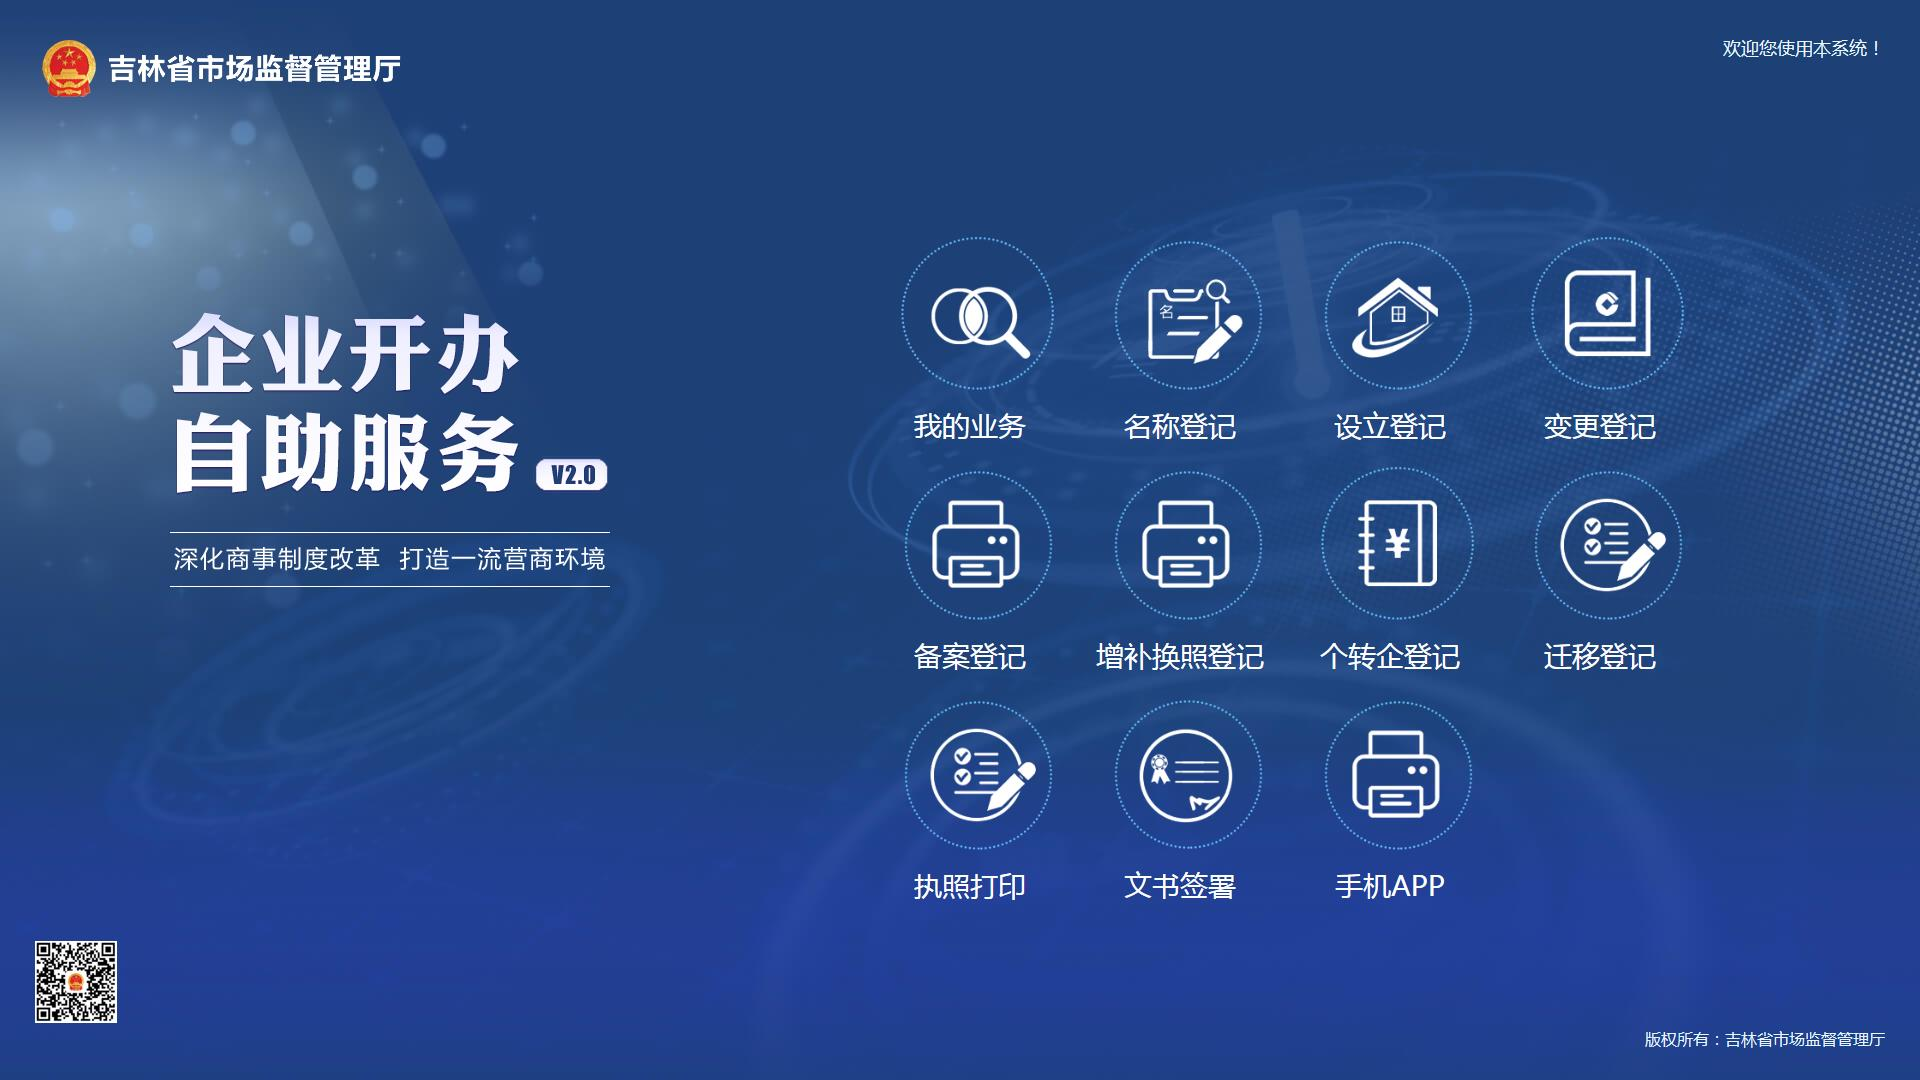 吉林省市场监督管理厅
欢迎您使用本系统！
企业开办
自助服务 V2.0
深化商事制度改革 打造一流营商环境
名
我的业务 名称登记 设立登记 变更登记
¥
备案登记 增补换照登记 个转企登记 迁移登记
执照打印 文书签署 手机APP
版权所有：吉林省市场监督管理厅